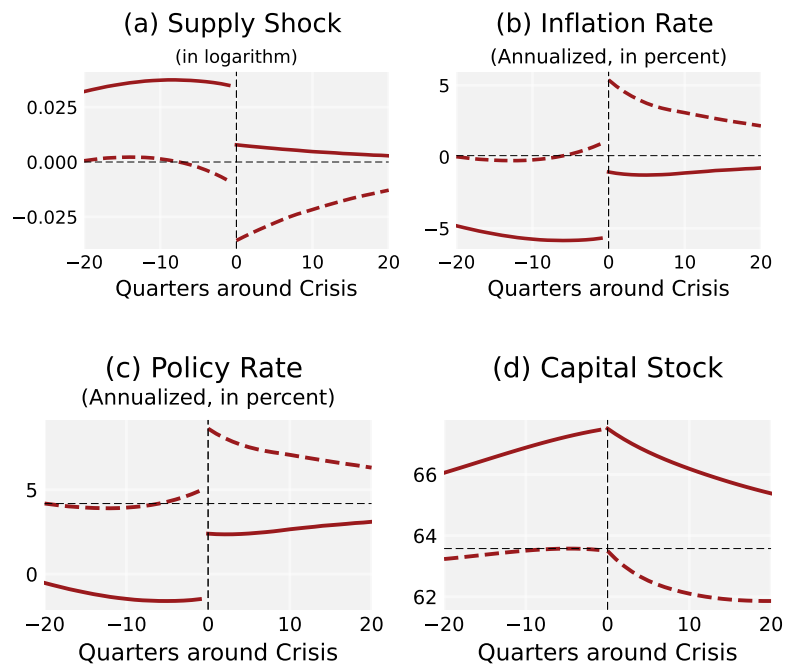 (a) Supply Shock
(in logarithm)
0.025
0.000
−0.025
−20 −10 0 10 20
Quarters around Crisis
(b) Inflation Rate
(Annualized, in percent)
5
0
−5
−20 −10 0 10 20
Quarters around Crisis
(c) Policy Rate
(Annualized, in percent)
5
0
−20 −10 0 10 20
Quarters around Crisis
(d) Capital Stock
66
64
62
−20 −10 0 10 20
Quarters around Crisis